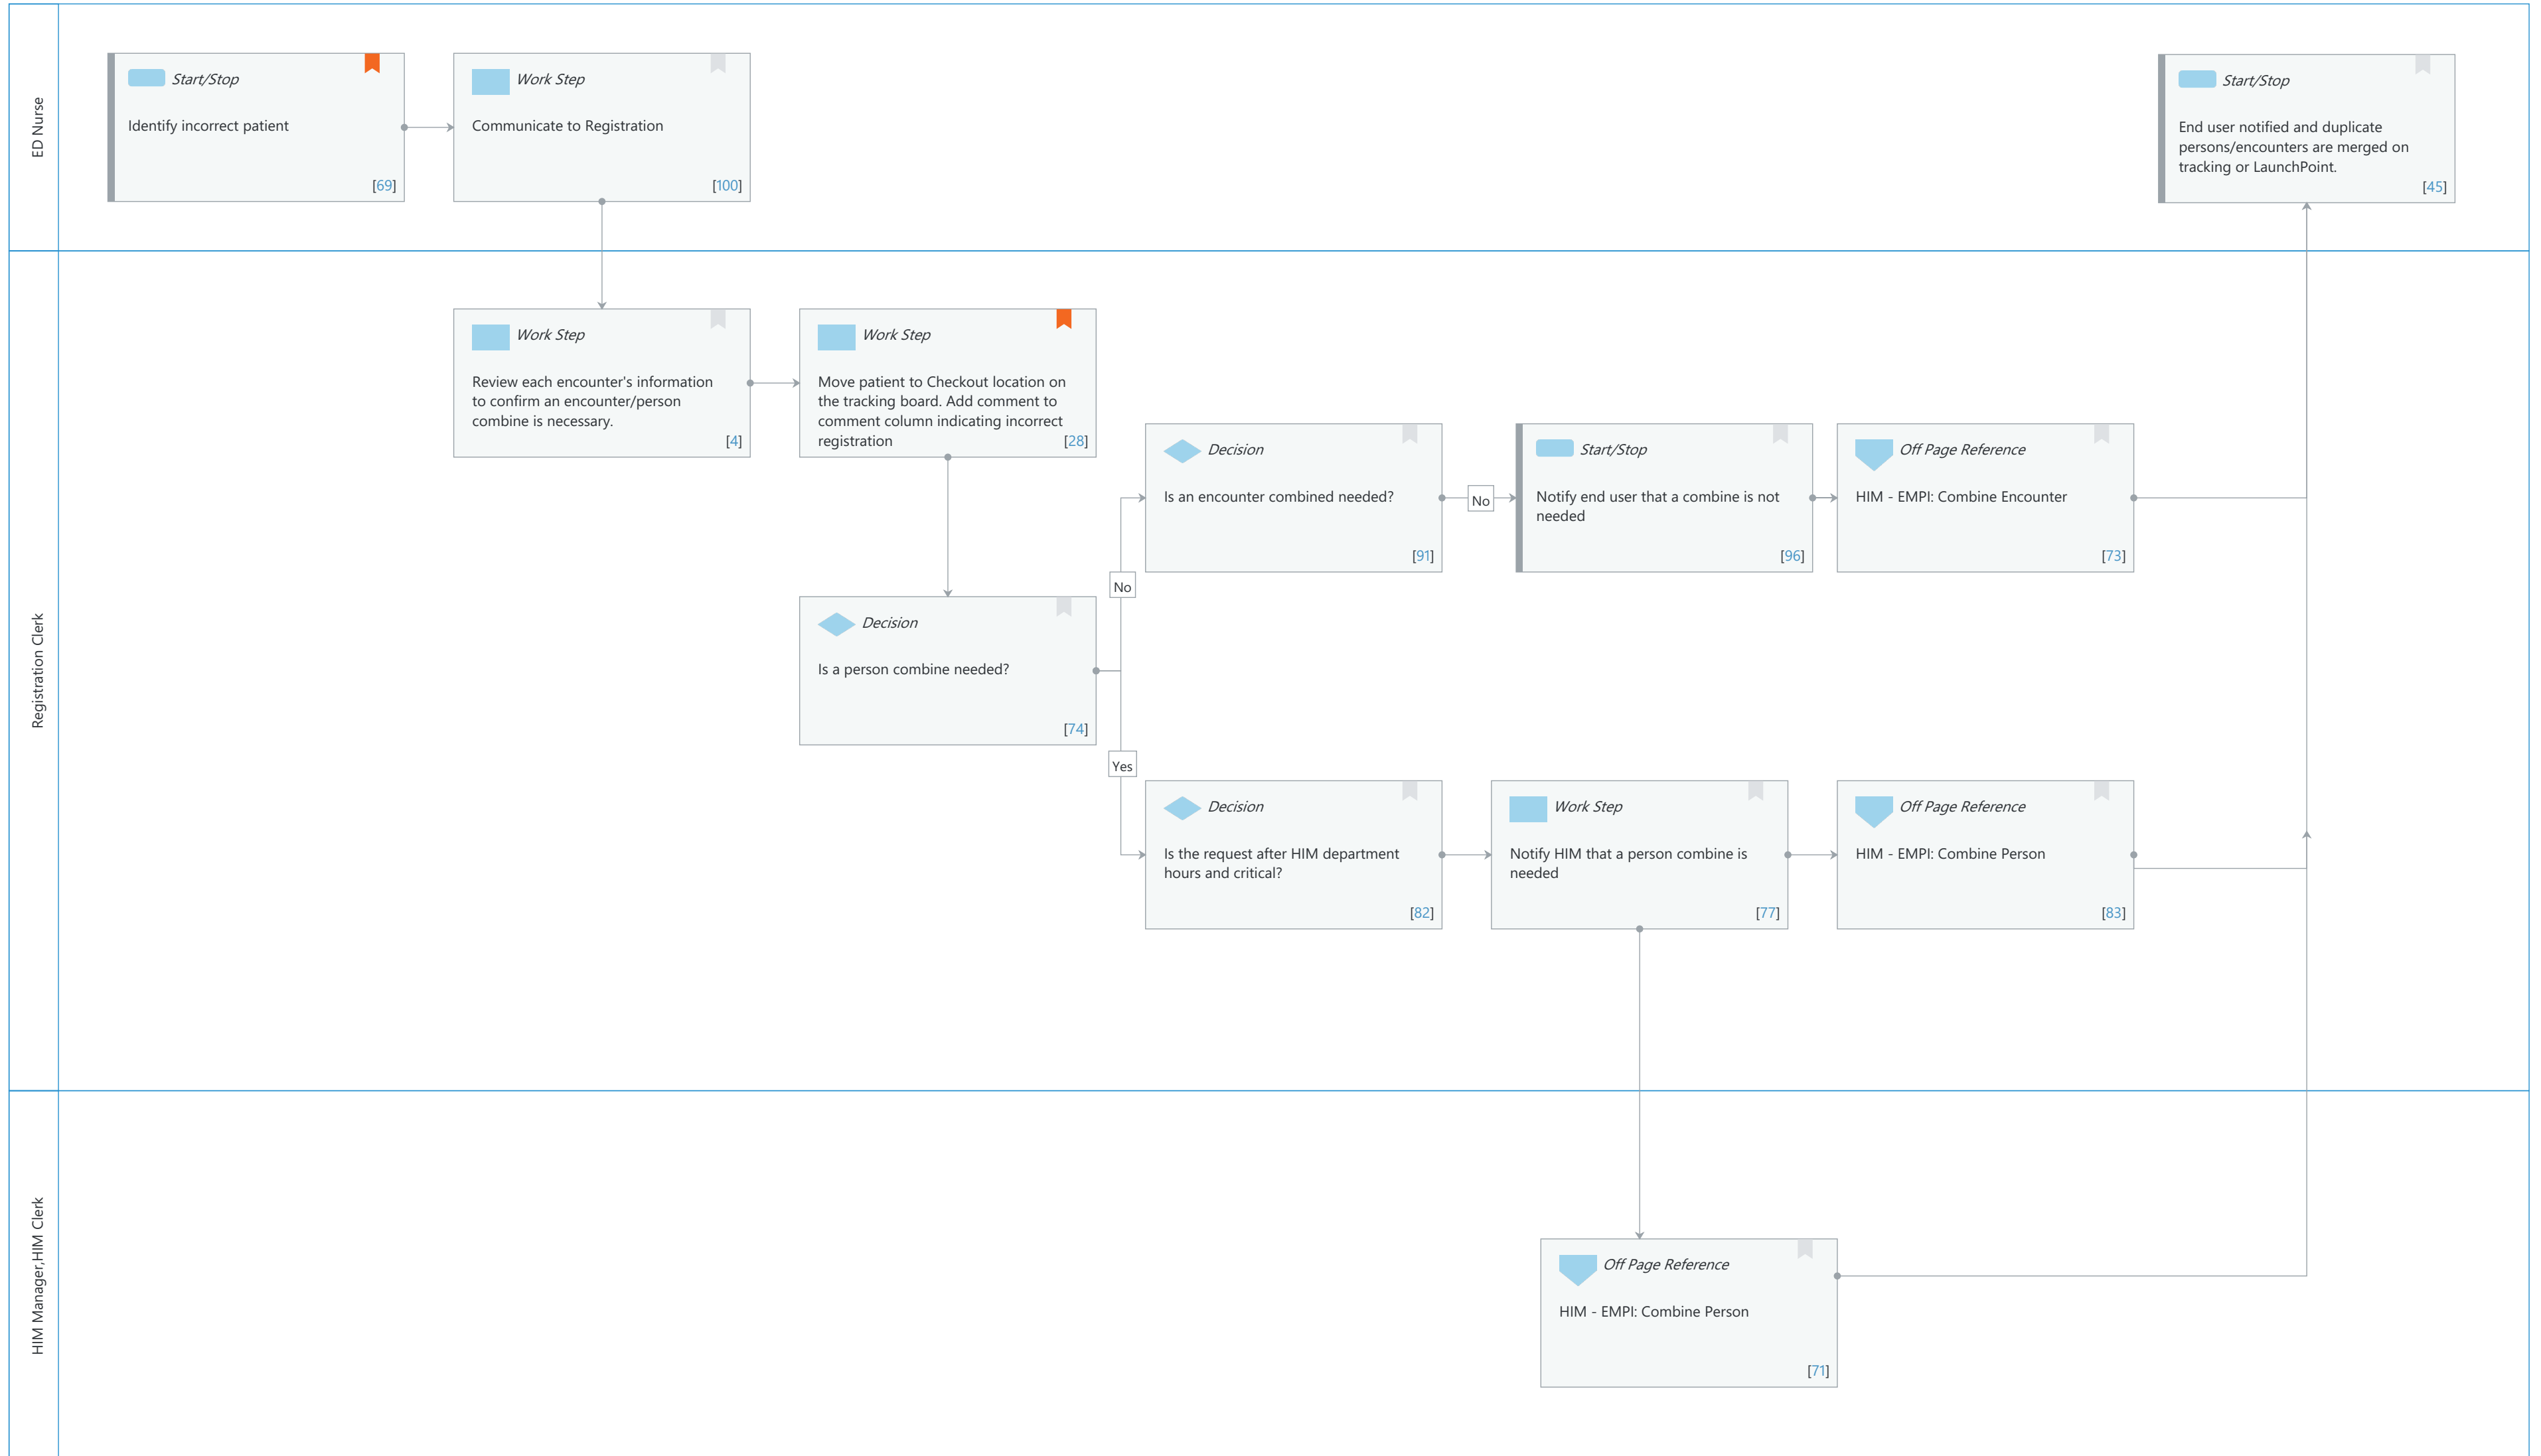 ED Nurse
Start/Stop
Identify incorrect patient
[69]
Work Step
Communicate to Registration
[100]
Start/Stop
End user notified and duplicate
persons/encounters are merged on
tracking or LaunchPoint.
[45]
Registration Clerk
Work Step
Review each encounter's information
to confirm an encounter/person
combine is necessary.
[4]
Work Step
Move patient to Checkout location on
the tracking board. Add comment to
comment column indicating incorrect
registration
[28]
Decision
Is an encounter combined needed?
[91]
No
Start/Stop
Notify end user that a combine is not
needed
[96]
Off Page Reference
HIM - EMPI: Combine Encounter
[73]
No
Decision
Is a person combine needed?
[74]
Yes
Decision
Is the request after HIM department
hours and critical?
[82]
Work Step
Notify HIM that a person combine is
needed
[77]
Off Page Reference
HIM - EMPI: Combine Person
[83]
HIM Manager,HIM Clerk
Off Page Reference
HIM - EMPI: Combine Person
[71]